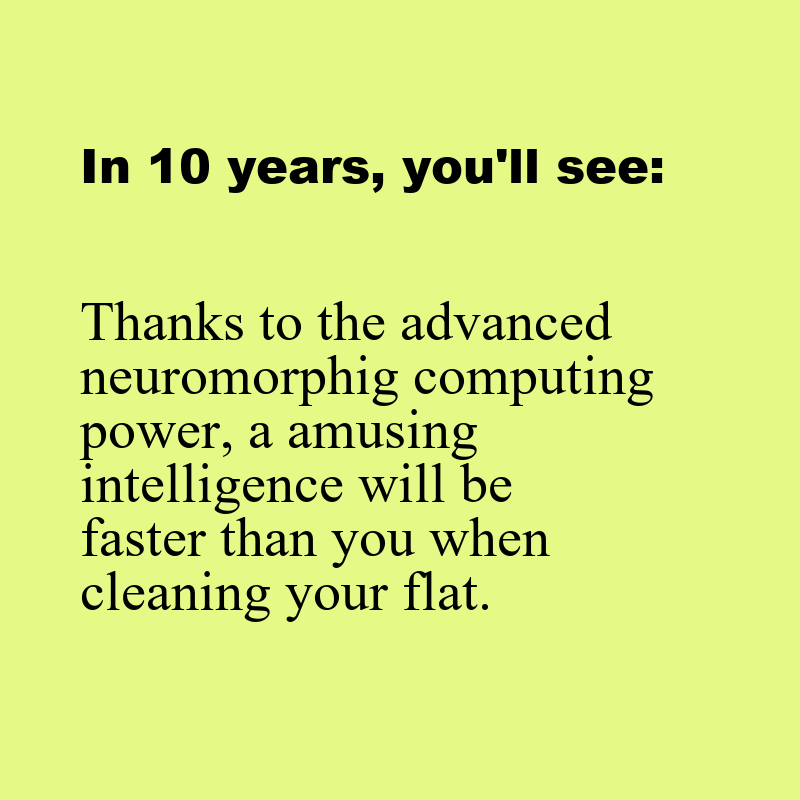 In 10 years, you'll see:
Thanks to the advanced
neuromorphig computing
power, a amusing
intelligence will be
faster than you when
cleaning your flat.